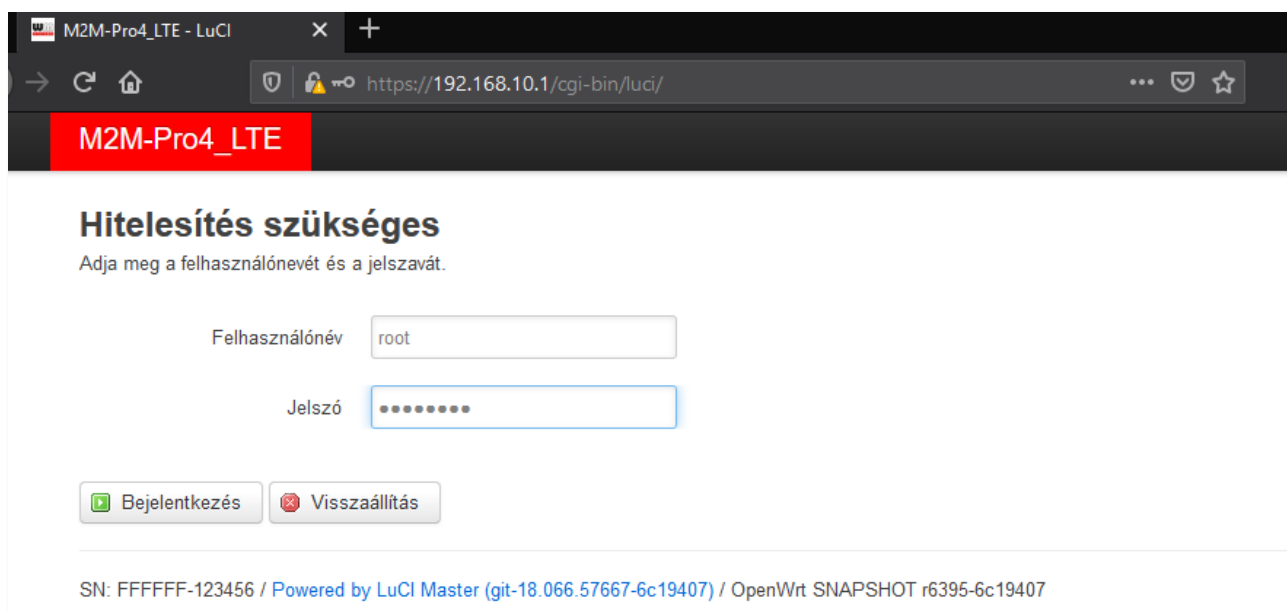 M2M-Pro4_LTE - LuCI
https://192.168.10.1/cgi-bin/luci/
M2M-Pro4_LTE
Hitelesítés szükséges
Adja meg a felhasználónevét és a jelszavát.
Felhasználónév root
Jelszó ••••••••
Bejelentkezés Visszaállítás
SN: FFFFFF-123456 / Powered by LuCI Master (git-18.066.57667-6c19407) / OpenWrt SNAPSHOT r6395-6c19407